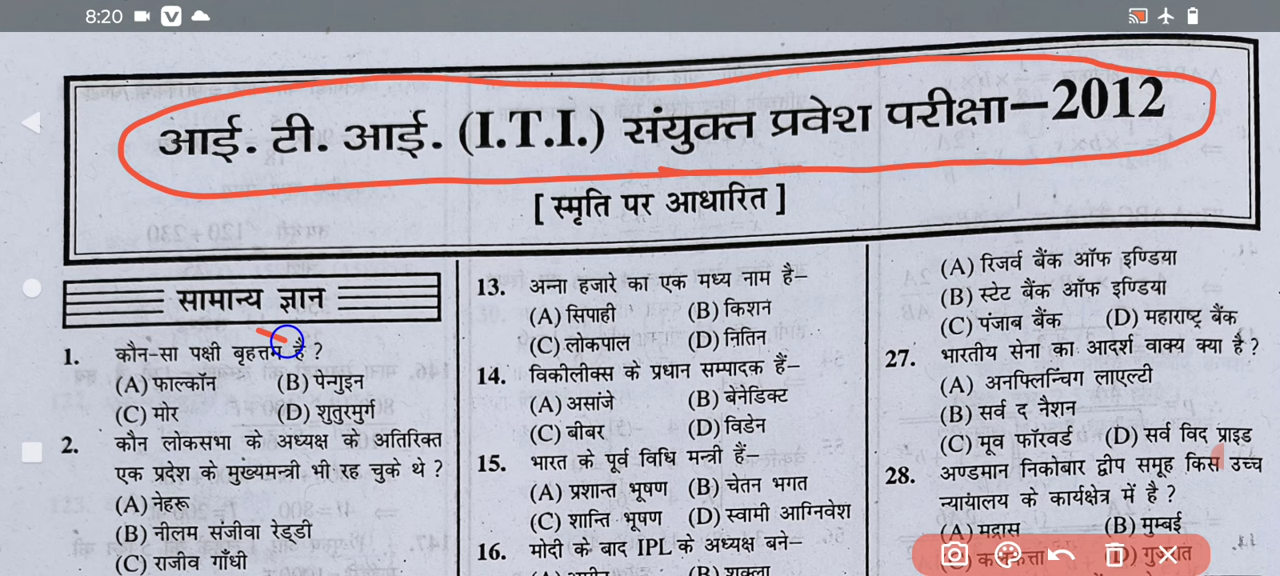 8:20
आई. टी. आई. (I.T.I.) संयुक्त प्रवेश परीक्षा–2012
[ स्मृति पर आधारित ]
सामान्य ज्ञान
1. कौन-सा पक्षी बृहत्तम है ?
(A) फाल्कॉन (B) पेन्गुइन
(C) मोर (D) शुतुरमुर्ग
2. कौन लोकसभा के अध्यक्ष के अतिरिक्त
एक प्रदेश के मुख्यमन्त्री भी रह चुके थे ?
(A) नेहरू
(B) नीलम संजीवा रेड्डी
(C) राजीव गाँधी
13. अन्ना हजारे का एक मध्य नाम है–
(A) सिपाही (B) किशन
(C) लोकपाल (D) नितिन
14. विकीलीक्स के प्रधान सम्पादक हैं–
(A) असांजे (B) बेनेडिक्ट
(C) बीबर (D) विडेन
15. भारत के पूर्व विधि मन्त्री हैं–
(A) प्रशान्त भूषण (B) चेतन भगत
(C) शान्ति भूषण (D) स्वामी आग्निवेश
16. मोदी के बाद IPL के अध्यक्ष बने–
(B) शुक्ला
(A) रिजर्व बैंक ऑफ इण्डिया
(B) स्टेट बैंक ऑफ इण्डिया
(C) पंजाब बैंक (D) महाराष्ट्र बैंक
27. भारतीय सेना का आदर्श वाक्य क्या है ?
(A) अनफ्लिन्चिग लाएल्टी
(B) सर्व द नैशन
(C) मूव फॉरवर्ड (D) सर्व विद प्राइड
28. अण्डमान निकोबार द्वीप समूह किस उच्च
न्यायालय के कार्यक्षेत्र में है ?
(A) मद्रास (B) मुम्बई
(C) कलकत्ता (D) गुजरात